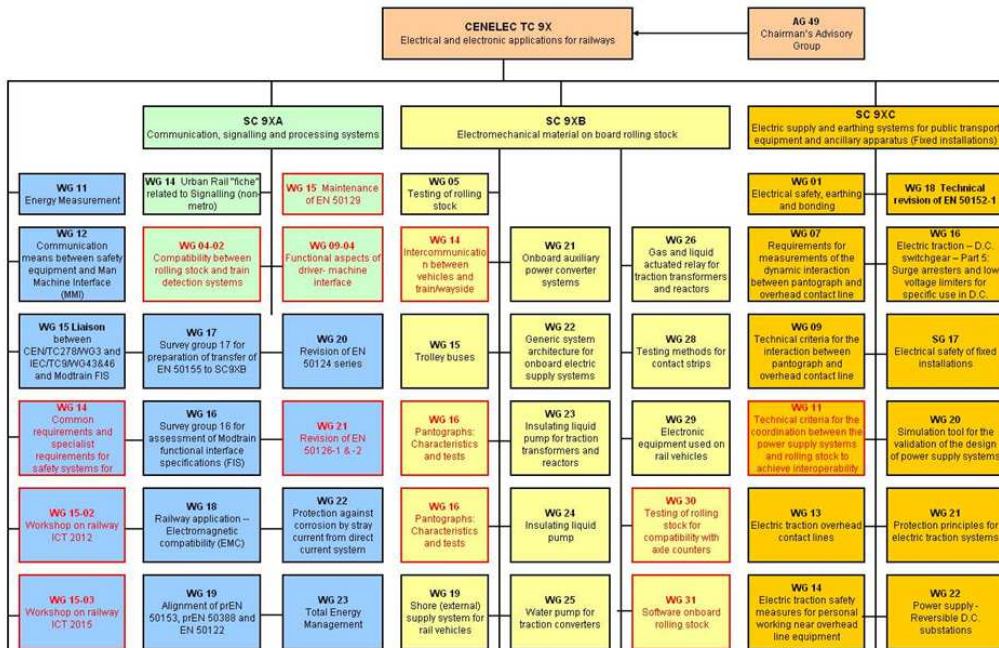 CENELEC TC 9X
Electrical and electronic applications for railways
AG 49
Chairman's Advisory
Group
SC 9XA
Communication, signalling and processing systems
SC 9XB
Electromechanical material on board rolling stock
SC 9XC
Electric supply and earthing systems for public transport
equipment and ancillary apparatus (Fixed installations)
WG 11
Energy Measurement
WG 14 Urban Rail "fiche"
related to Signalling (non-
metro)
WG 15 Maintenance
of EN 50129
WG 05
Testing of rolling
stock
WG 01
Electrical safety, earthing
and bonding
WG 18 Technical
revision of EN 50152-1
WG 12
Communication
means between safety
equipment and Man
Machine Interface
(MMI)
WG 04-02
Compatibility between
rolling stock and train
detection systems
WG 09-04
Functional aspects of
driver- machine
interface
WG 14
Intercommunicatio
n between
vehicles and
train/wayside
WG 21
Onboard auxiliary
power converter
systems
WG 26
Gas and liquid
actuated relay for
traction transformers
and reactors
WG 07
Requirements for
measurements of the
dynamic interaction
between pantograph and
overhead contact line
WG 16
Electric traction – D.C.
switchgear – Part 5:
Surge arresters and low
voltage limiters for
specific use in D.C.
WG 15 Liaison
between
CEN/TC278/WG3 and
IEC/TC9/WG43&46
and Modtrain FIS
WG 17
Survey group 17 for
preparation of transfer of
EN 50155 to SC9XB
WG 20
Revision of EN
50124 series
WG 15
Trolley buses
WG 22
Generic system
architecture for
onboard electric
supply systems
WG 28
Testing methods for
contact strips
WG 09
Technical criteria for the
interaction between
pantograph and
overhead contact line
SG 17
Electrical safety of fixed
installations
WG 14
Common
requirements and
specialist
requirements for
safety systems for
WG 16
Survey group 16 for
assessment of Modtrain
functional interface
specifications (FIS)
WG 21
Revision of EN
50126-1 & -2
WG 16
Pantographs:
Characteristics
and tests
WG 23
Insulating liquid
pump for traction
transformers and
reactors
WG 29
Electronic
equipment used on
rail vehicles
WG 11
Technical criteria for the
coordination between the
power supply systems
and rolling stock to
achieve interoperability
WG 20
Simulation tool for the
validation of the design
of power supply systems
WG 15-02
Workshop on railway
ICT 2012
WG 18
Railway application –
Electromagnetic
compatibility (EMC)
WG 22
Protection against
corrosion by stray
current from direct
current system
WG 16
Pantographs:
Characteristics
and tests
WG 24
Insulating liquid
pump
WG 30
Testing of rolling
stock for
compatibility with
axle counters
WG 13
Electric traction overhead
contact lines
WG 21
Protection principles for
electric traction systems
WG 15-03
Workshop on railway
ICT 2015
WG 19
Alignment of prEN
50153, prEN 50388 and
EN 50122
WG 23
Total Energy
Management
WG 19
Shore (external)
supply system for
rail vehicles
WG 25
Water pump for
traction converters
WG 31
Software onboard
rolling stock
WG 14
Electric traction safety
measures for personal
working near overhead
line equipment
WG 22
Power supply -
Reversible D.C.
substations